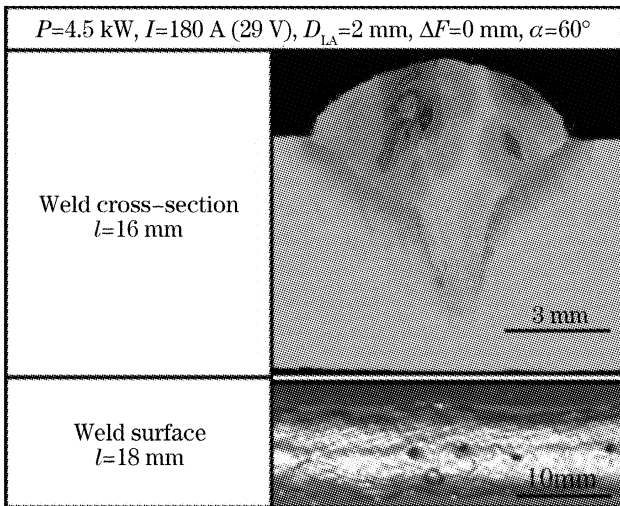 P=4.5 kW, I=180 A (29 V), D_LA=2 mm, ΔF=0 mm, α=60°
Weld cross-section
l=16 mm
3 mm
Weld surface
l=18 mm
10mm